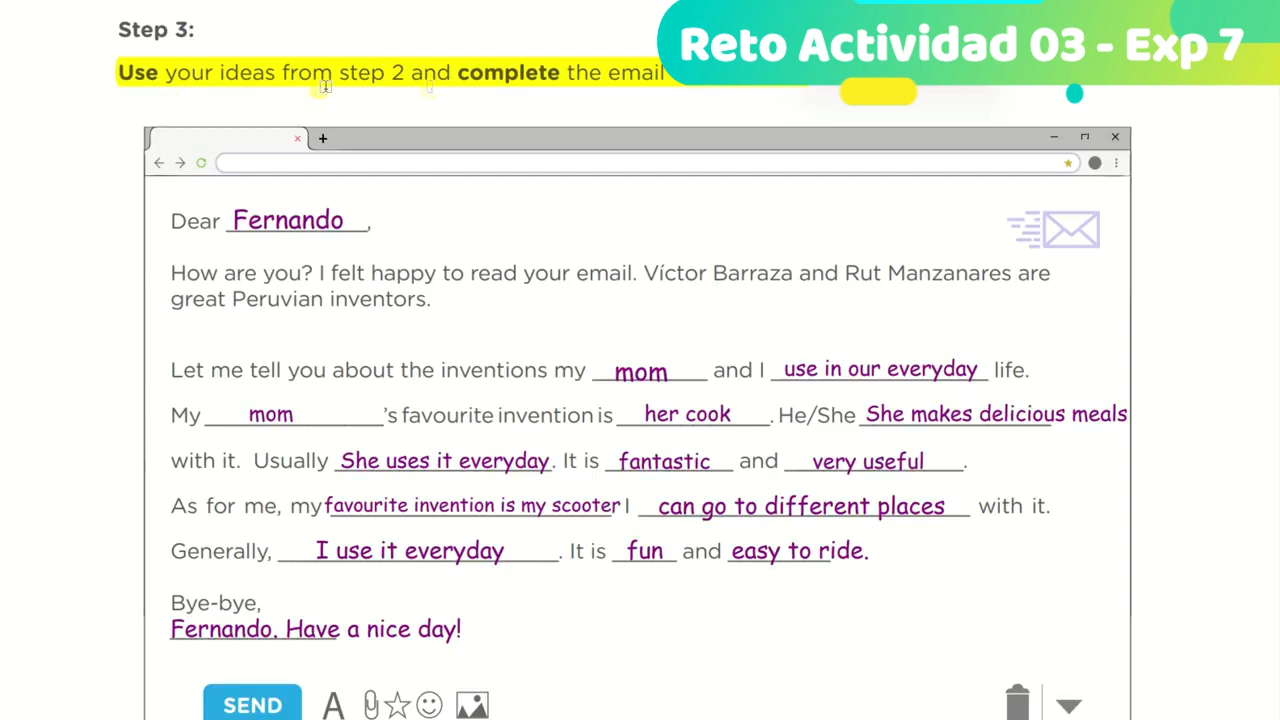 Step 3:
Reto Actividad 03 - Exp 7
Use your ideas from step 2 and complete the email
Dear Fernando,
How are you? I felt happy to read your email. Víctor Barraza and Rut Manzanares are
great Peruvian inventors.
Let me tell you about the inventions my mom and I use in our everyday life.
My mom 's favourite invention is her cook. He/She She makes delicious meals
with it. Usually She uses it everyday. It is fantastic and very useful.
As for me, my favourite invention is my scooter I can go to different places with it.
Generally, I use it everyday. It is fun and easy to ride.
Bye-bye,
Fernando. Have a nice day!
SEND A